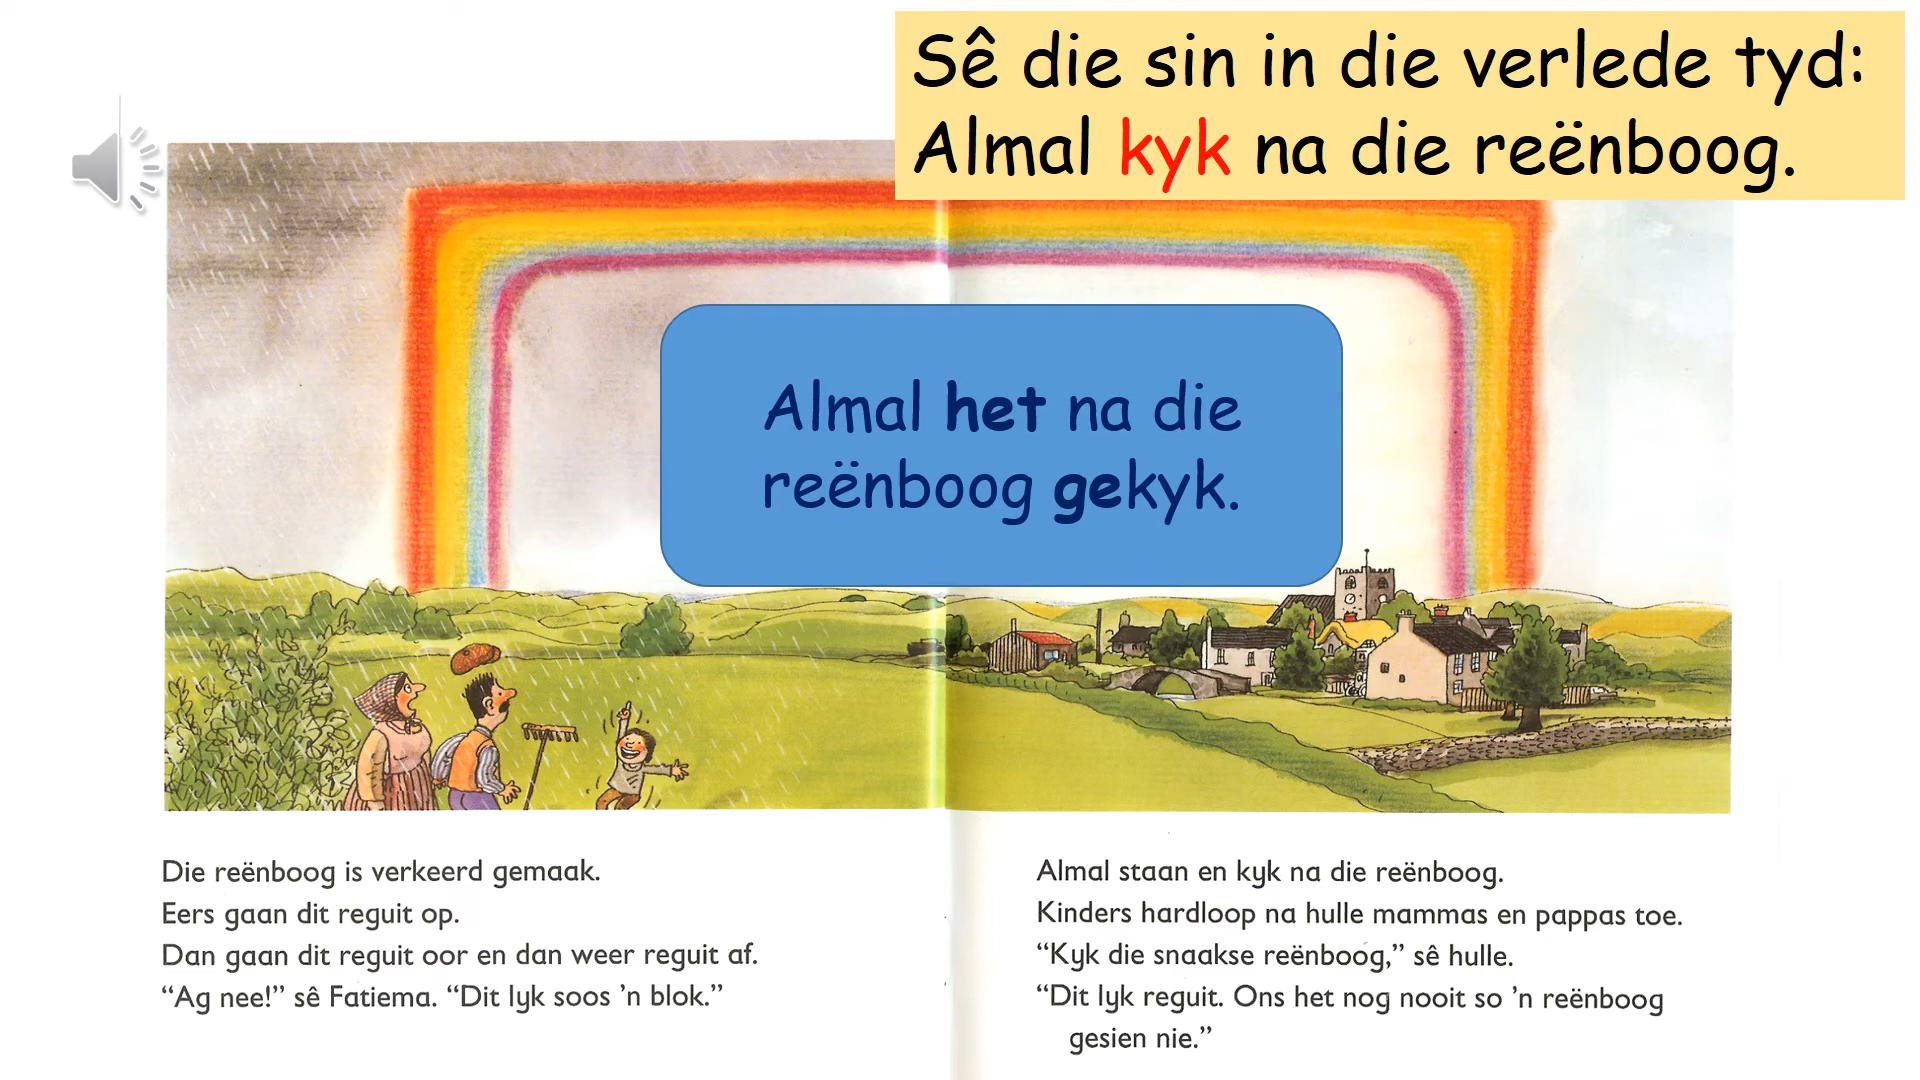 Sê die sin in die verlede tyd:
Almal kyk na die reënboog.
Almal het na die
reënboog gekyk.
Die reënboog is verkeerd gemaak.
Eers gaan dit reguit op.
Dan gaan dit reguit oor en dan weer reguit af.
“Ag nee!” sê Fatiema. “Dit lyk soos ’n blok.”
Almal staan en kyk na die reënboog.
Kinders hardloop na hulle mammas en pappas toe.
“Kyk die snaakse reënboog,” sê hulle.
“Dit lyk reguit. Ons het nog nooit so ’n reënboog
gesien nie.”